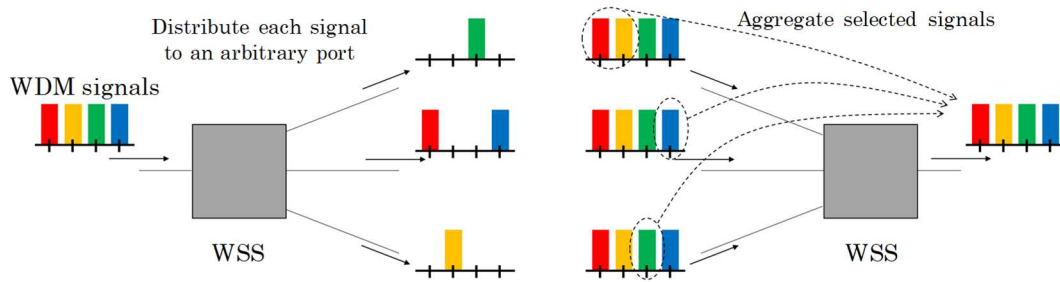 Distribute each signal
to an arbitrary port
WDM signals
WSS
Aggregate selected signals
WSS